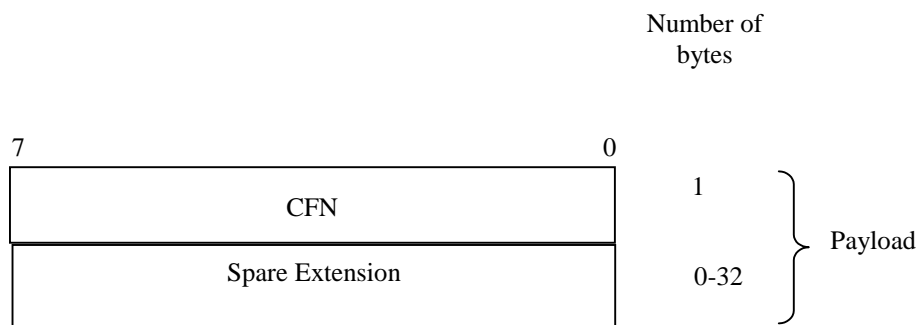 Number of
bytes
7 0
CFN 1
Payload
Spare Extension 0-32